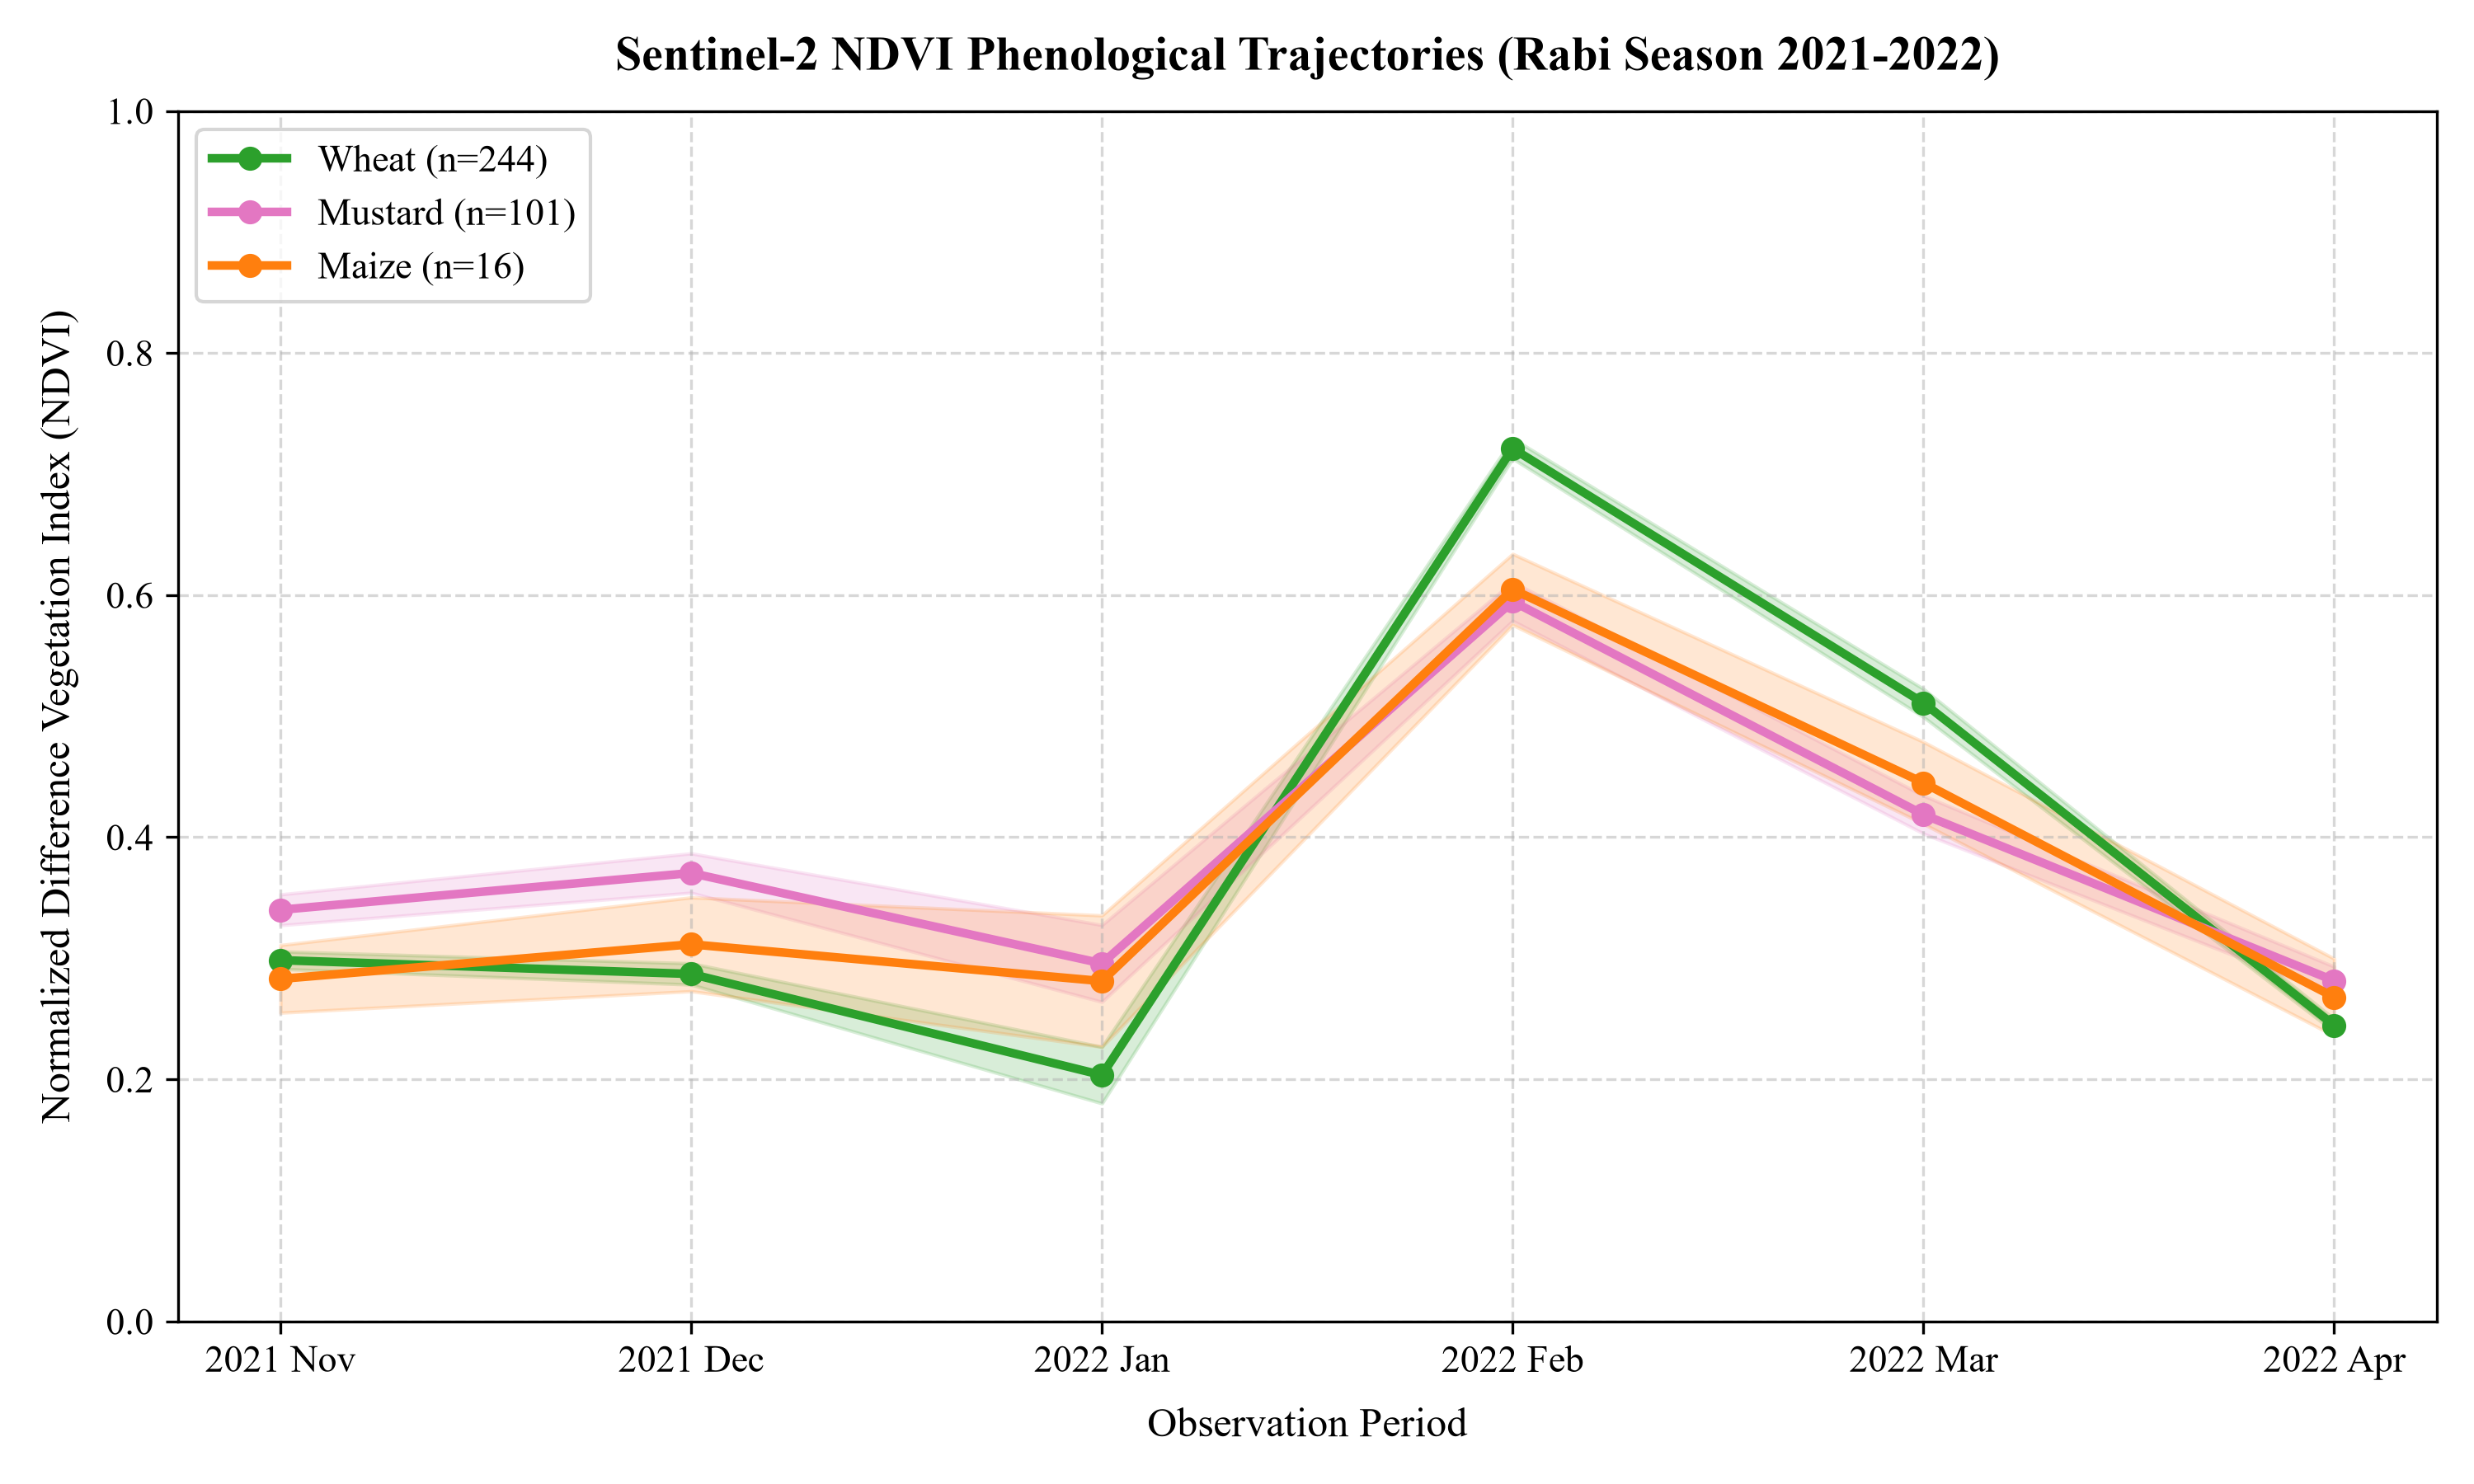 Sentinel-2 NDVI Phenological Trajectories (Rabi Season 2021-2022)
Wheat (n=244)
Mustard (n=101)
Maize (n=16)
Normalized Difference Vegetation Index (NDVI)
1.0
0.8
0.6
0.4
0.2
0.0
2021 Nov
2021 Dec
2022 Jan
2022 Feb
2022 Mar
2022 Apr
Observation Period